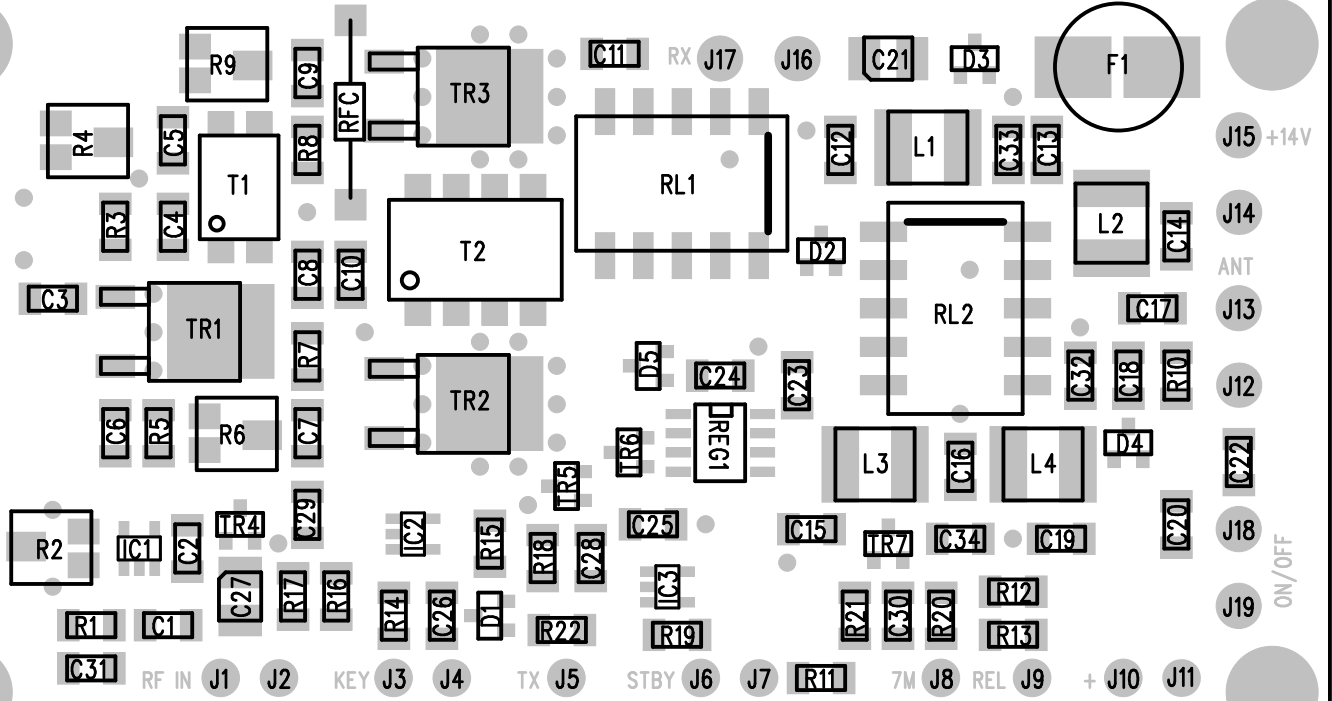 C11 RX J17 J16 C21 D3 F1
R9 C9 RFC TR3
R4 C5 R8 C12 L1 C33 C13 J15 +14V
T1 RL1
R3 C4 T2 D2 L2 C14 J14
ANT
C3 C8 C10 RL2 C17 J13
TR1 R7 D5 C24 C23 C32 C18 R10 J12
TR2
C6 R5 R6 C7 TR6 REG1 L3 C16 L4 D4 C22
TR5
R2 IC1 C2 TR4 C29 IC2 R15 R18 C28 C25 C15 TR7 C34 C19 C20 J18
ON/OFF
C27 R17 R16 IC3 R12 J19
R1 C1 R14 C26 D1 R22 R19 R21 C30 R20 R13
C31 RF IN J1 J2 KEY J3 J4 TX J5 STBY J6 J7 R11 7M J8 REL J9 + J10 J11